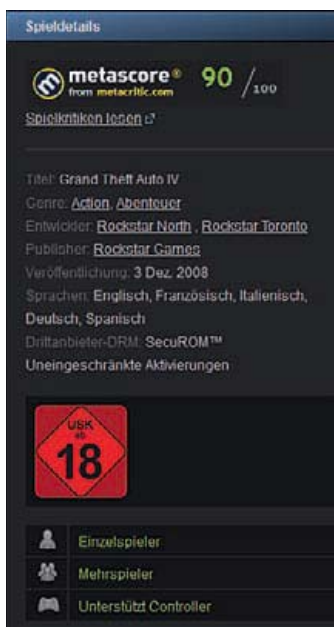 Spieldetails
metascore®
from metacritic.com
90 /100
Spielkritiken lesen
Titel: Grand Theft Auto IV
Genre: Action, Abenteuer
Entwickler: Rockstar North , Rockstar Toronto
Publisher: Rockstar Games
Veröffentlichung: 3 Dez. 2008
Sprachen: Englisch, Französisch, Italienisch,
Deutsch, Spanisch
Drittanbieter-DRM: SecuROM™
Uneingeschränkte Aktivierungen
USK
ab
18
Einzelspieler
Mehrspieler
Unterstützt Controller